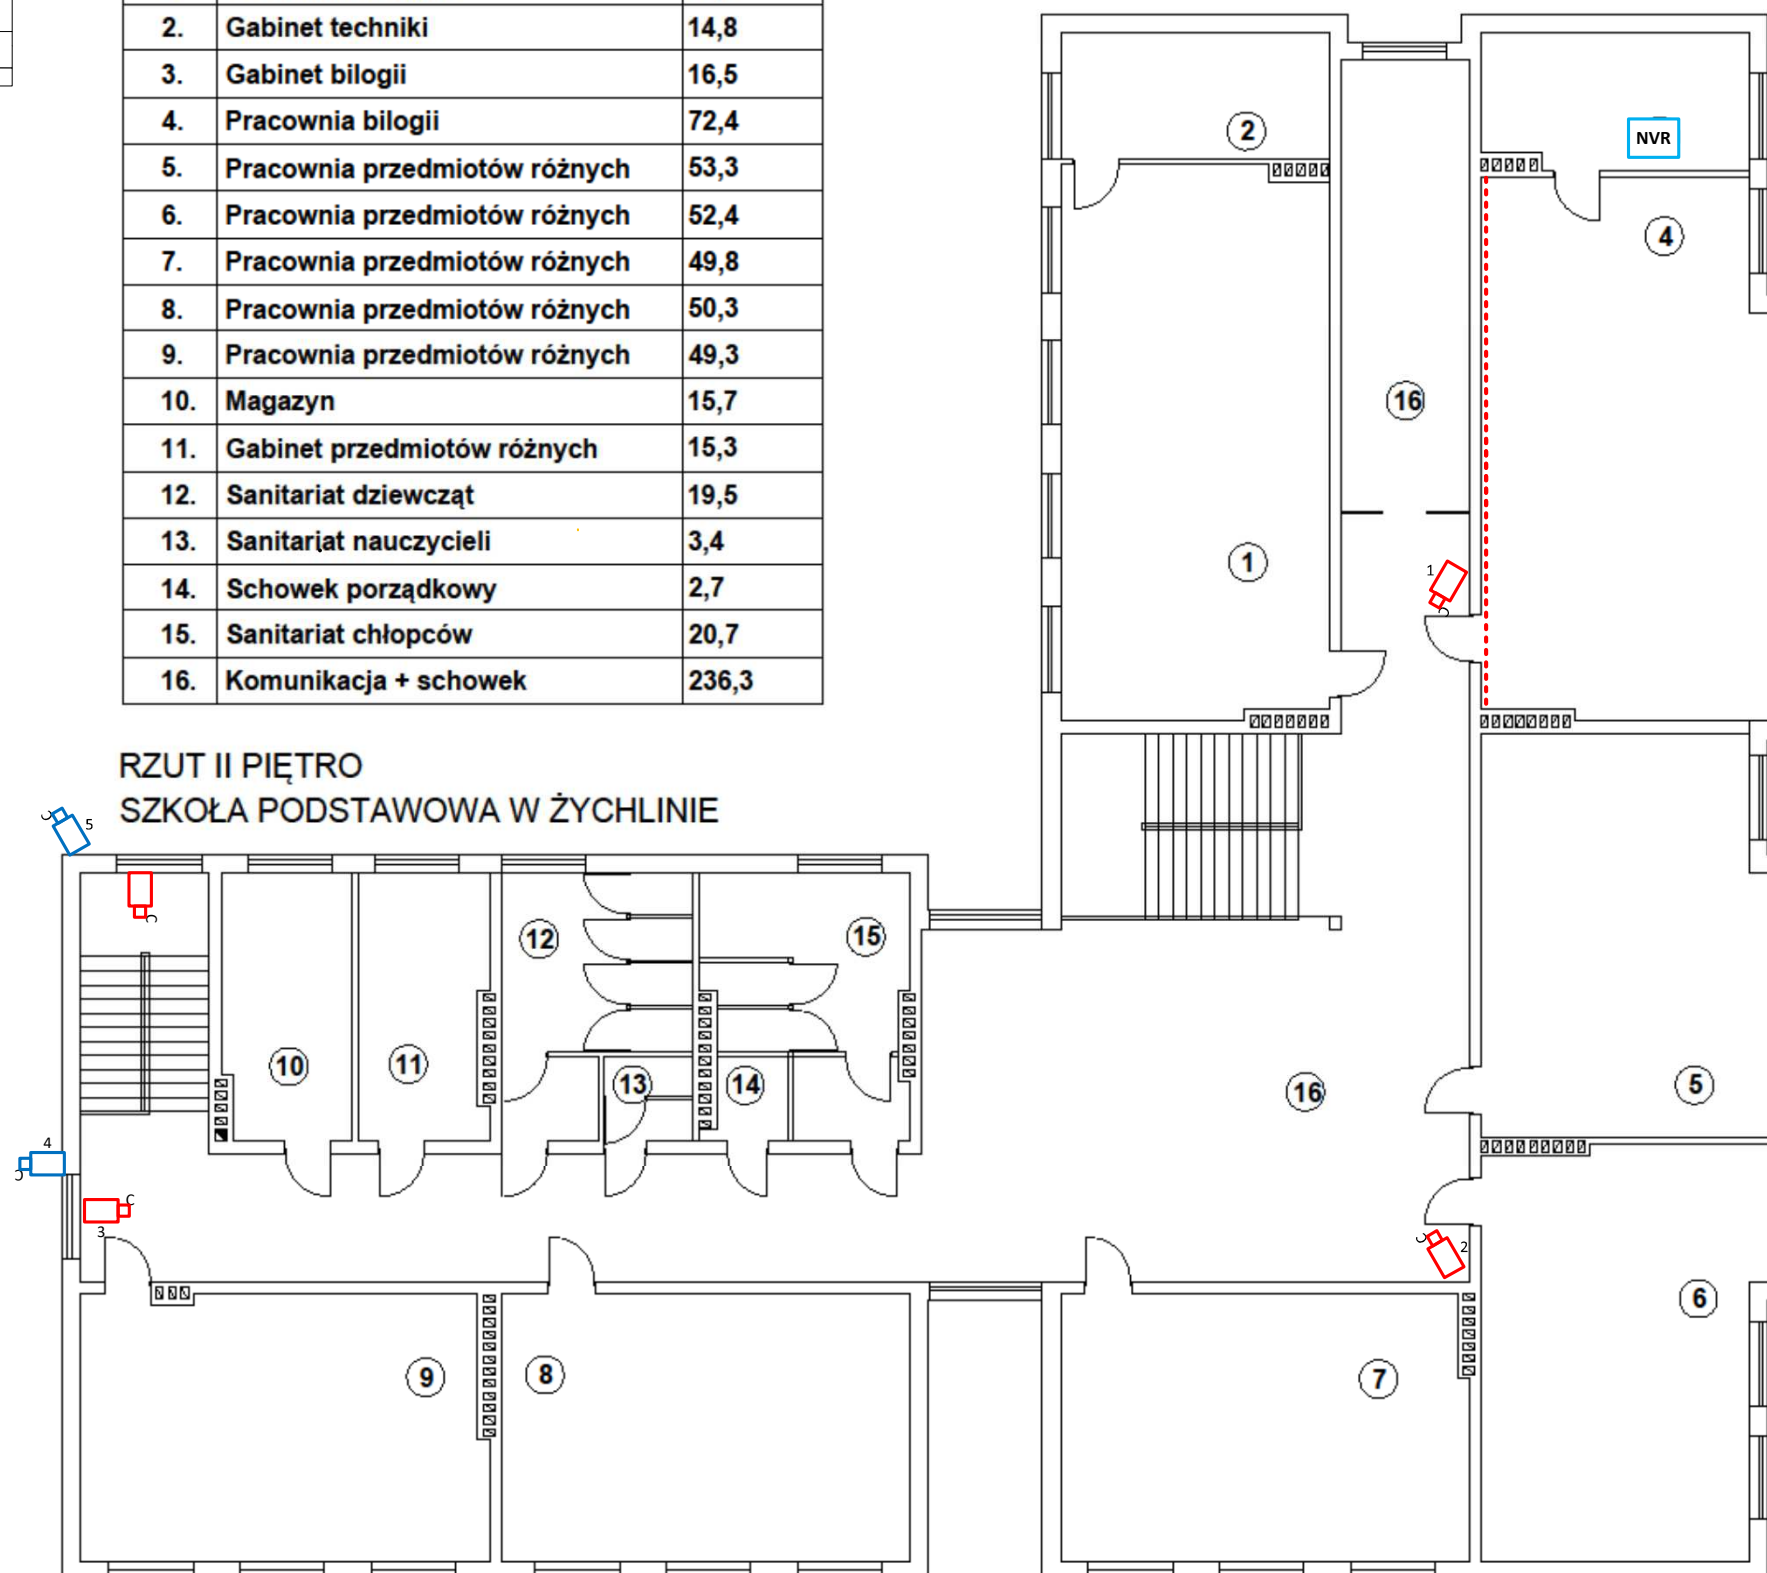 2. Gabinet techniki 14,8
3. Gabinet bilogii 16,5
4. Pracownia bilogii 72,4
5. Pracownia przedmiotów różnych 53,3
6. Pracownia przedmiotów różnych 52,4
7. Pracownia przedmiotów różnych 49,8
8. Pracownia przedmiotów różnych 50,3
9. Pracownia przedmiotów różnych 49,3
10. Magazyn 15,7
11. Gabinet przedmiotów różnych 15,3
12. Sanitariat dziewcząt 19,5
13. Sanitariat nauczycieli 3,4
14. Schowek porządkowy 2,7
15. Sanitariat chłopców 20,7
16. Komunikacja + schowek 236,3
RZUT II PIĘTRO
SZKOŁA PODSTAWOWA W ŻYCHLINIE
2
NVR
4
16
1
1
5
12
15
10
11
13
14
16
5
4
3
2
6
9
8
7